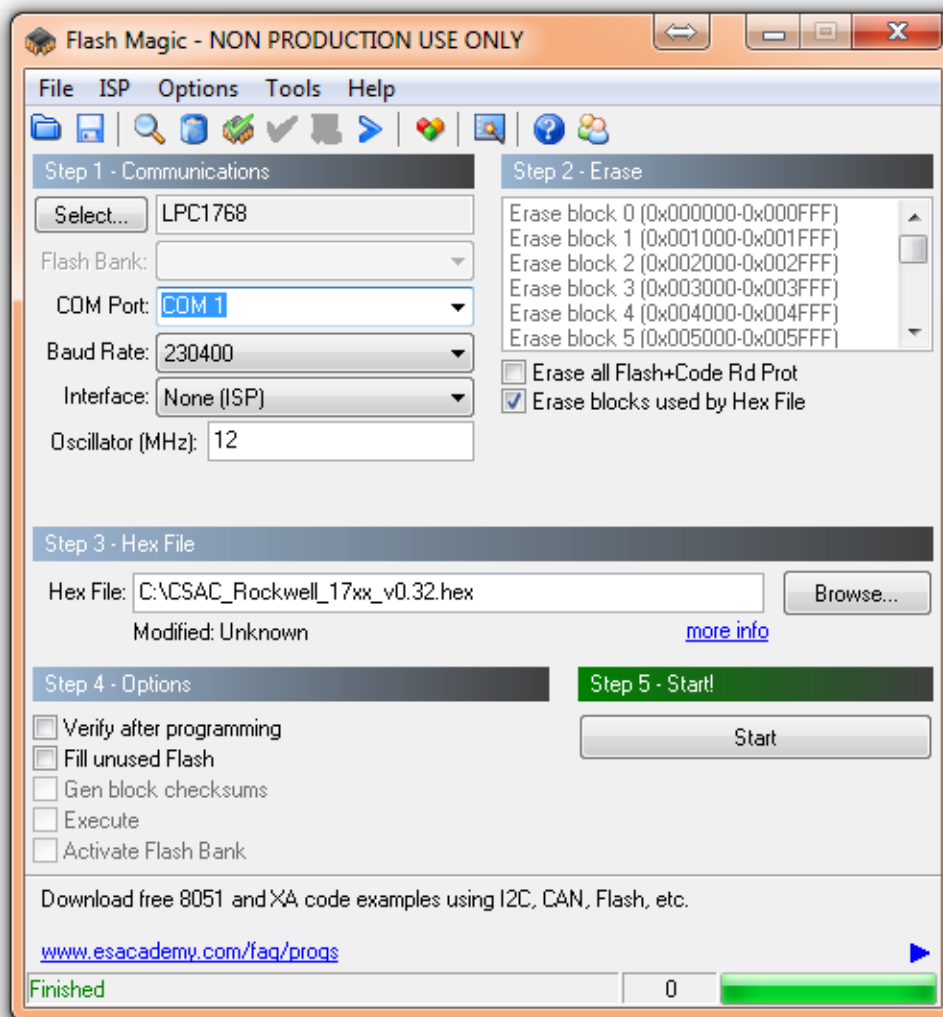 Flash Magic - NON PRODUCTION USE ONLY
File ISP Options Tools Help
Step 1 - Communications
Select... LPC1768
Flash Bank:
COM Port: COM 1
Baud Rate: 230400
Interface: None (ISP)
Oscillator (MHz): 12
Step 2 - Erase
Erase block 0 (0x000000-0x000FFF)
Erase block 1 (0x001000-0x001FFF)
Erase block 2 (0x002000-0x002FFF)
Erase block 3 (0x003000-0x003FFF)
Erase block 4 (0x004000-0x004FFF)
Erase block 5 (0x005000-0x005FFF)
Erase all Flash+Code Rd Prot
Erase blocks used by Hex File
Step 3 - Hex File
Hex File: C:\CSAC_Rockwell_17xx_v0.32.hex Browse...
Modified: Unknown more info
Step 4 - Options
Verify after programming
Fill unused Flash
Gen block checksums
Execute
Activate Flash Bank
Step 5 - Start!
Start
Download free 8051 and XA code examples using I2C, CAN, Flash, etc.
www.esacademy.com/faq/progs
Finished 0